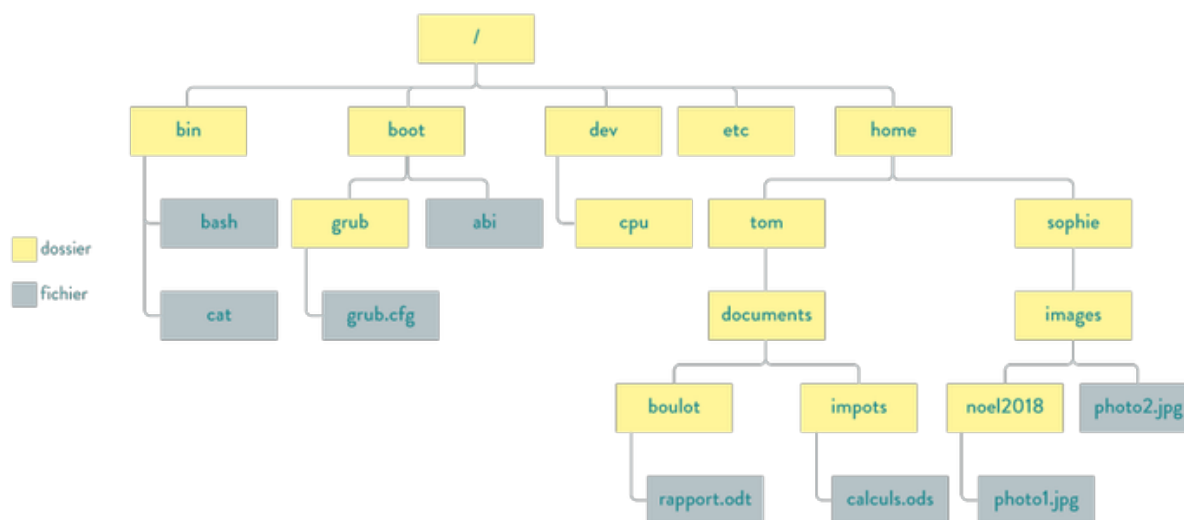 /
bin
boot
dev
etc
home
bash
grub
abi
cpu
tom
sophie
dossier
fichier
cat
grub.cfg
documents
images
boulot
impots
noel2018
photo2.jpg
rapport.odt
calculs.ods
photo1.jpg